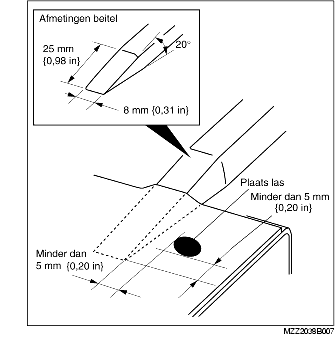 Afmetingen beitel
25 mm
{0,98 in}
20°
8 mm {0,31 in}
Plaats las
Minder dan 5 mm
{0,20 in}
Minder dan
5 mm {0,20 in}
MZZ2038B007